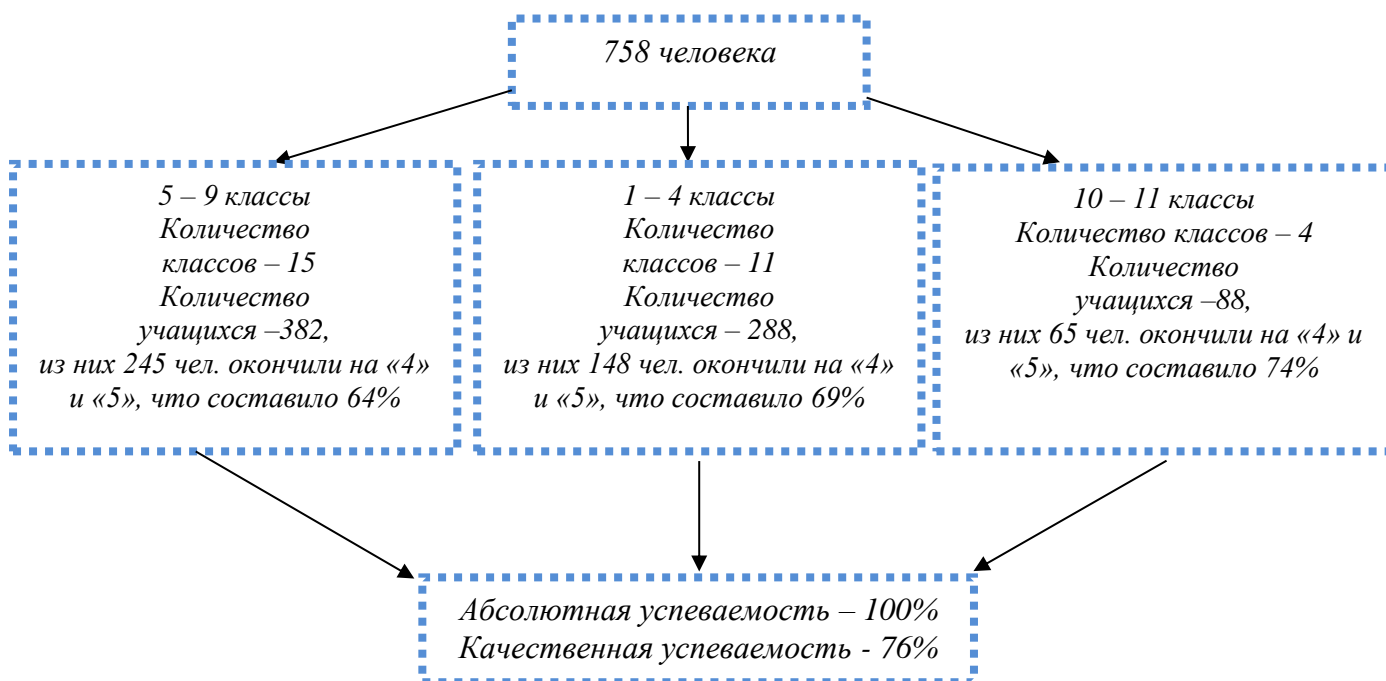 758 человека
5 – 9 классы
Количество
классов – 15
Количество
учащихся –382,
из них 245 чел. окончили на «4»
и «5», что составило 64%
1 – 4 классы
Количество
классов – 11
Количество
учащихся – 288,
из них 148 чел. окончили на «4»
и «5», что составило 69%
10 – 11 классы
Количество классов – 4
Количество
учащихся –88,
из них 65 чел. окончили на «4» и
«5», что составило 74%
Абсолютная успеваемость – 100%
Качественная успеваемость - 76%